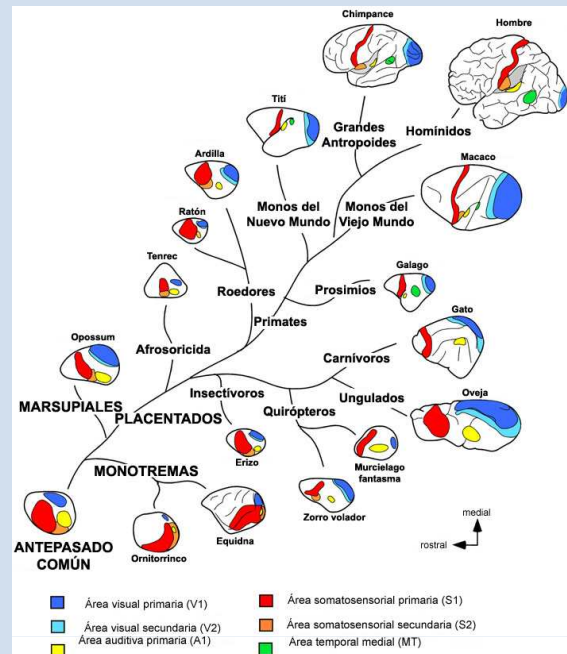 Chimpance
Hombre
Tití
Grandes
Antropoides
Homínidos
Ardilla
Macaco
Ratón
Monos del
Nuevo Mundo
Monos del
Viejo Mundo
Tenrec
Galago
Roedores
Prosimios
Primates
Gato
Opossum
Afrosoricida
Carnívoros
Insectívoros
Ungulados
Oveja
MARSUPIALES
PLACENTADOS
Quirópteros
Erizo
Murcielago
fantasma
MONOTREMAS
Zorro volador
medial
rostral
Equidna
Ornitorrinco
ANTEPASADO
COMÚN
Área visual primaria (V1)
Área somatosensorial primaria (S1)
Área visual secundaria (V2)
Área somatosensorial secundaria (S2)
Área auditiva primaria (A1)
Área temporal medial (MT)